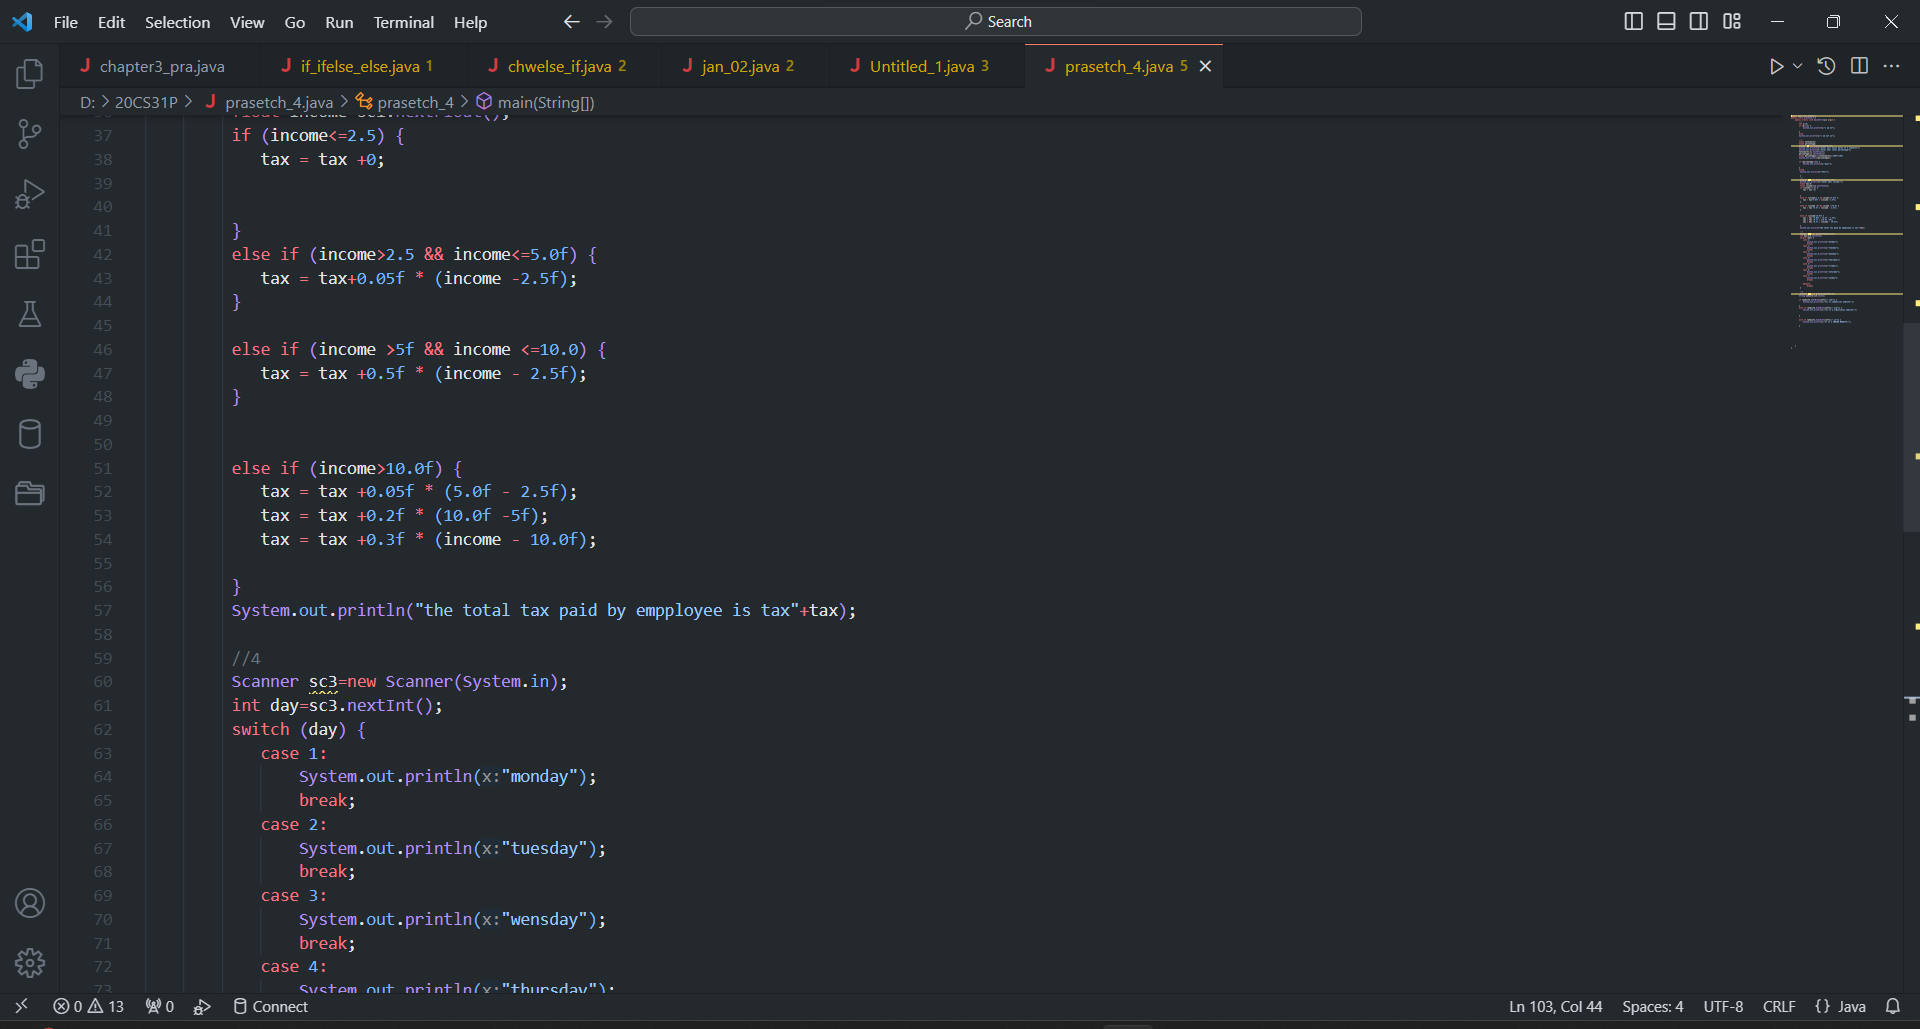 File Edit Selection View Go Run Terminal Help Search
J chapter3_pra.java J if_ifelse_else.java 1 J chwelse_if.java 2 J jan_02.java 2 J Untitled_1.java 3 J prasetch_4.java 5
D: > 20CS31P > J prasetch_4.java > prasetch_4 > main(String[])
37 if (income<=2.5) {
38 tax = tax +0;
39
40
41 }
42 else if (income>2.5 && income<=5.0f) {
43 tax = tax+0.05f * (income -2.5f);
44 }
45
46 else if (income >5f && income <=10.0) {
47 tax = tax +0.5f * (income - 2.5f);
48 }
49
50
51 else if (income>10.0f) {
52 tax = tax +0.05f * (5.0f - 2.5f);
53 tax = tax +0.2f * (10.0f -5f);
54 tax = tax +0.3f * (income - 10.0f);
55
56 }
57 System.out.println("the total tax paid by empployee is tax"+tax);
58
59 //4
60 Scanner sc3=new Scanner(System.in);
61 int day=sc3.nextInt();
62 switch (day) {
63 case 1:
64 System.out.println(x:"monday");
65 break;
66 case 2:
67 System.out.println(x:"tuesday");
68 break;
69 case 3:
70 System.out.println(x:"wensday");
71 break;
72 case 4:
73 System.out.println(x:"thursday");
0 13 0 Connect Ln 103, Col 44 Spaces: 4 UTF-8 CRLF {} Java